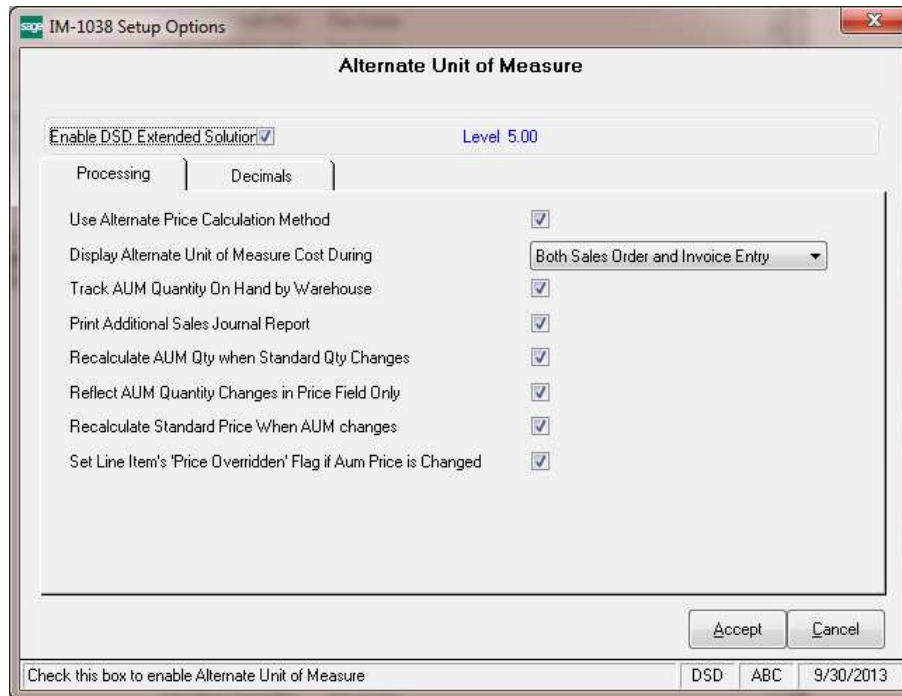 sage IM-1038 Setup Options
Alternate Unit of Measure
Enable DSD Extended Solution Level 5.00
Processing Decimals
Use Alternate Price Calculation Method
Display Alternate Unit of Measure Cost During Both Sales Order and Invoice Entry
Track AUM Quantity On Hand by Warehouse
Print Additional Sales Journal Report
Recalculate AUM Qty when Standard Qty Changes
Reflect AUM Quantity Changes in Price Field Only
Recalculate Standard Price When AUM changes
Set Line Item's 'Price Overridden' Flag if Aum Price is Changed
Accept Cancel
Check this box to enable Alternate Unit of Measure DSD ABC 9/30/2013